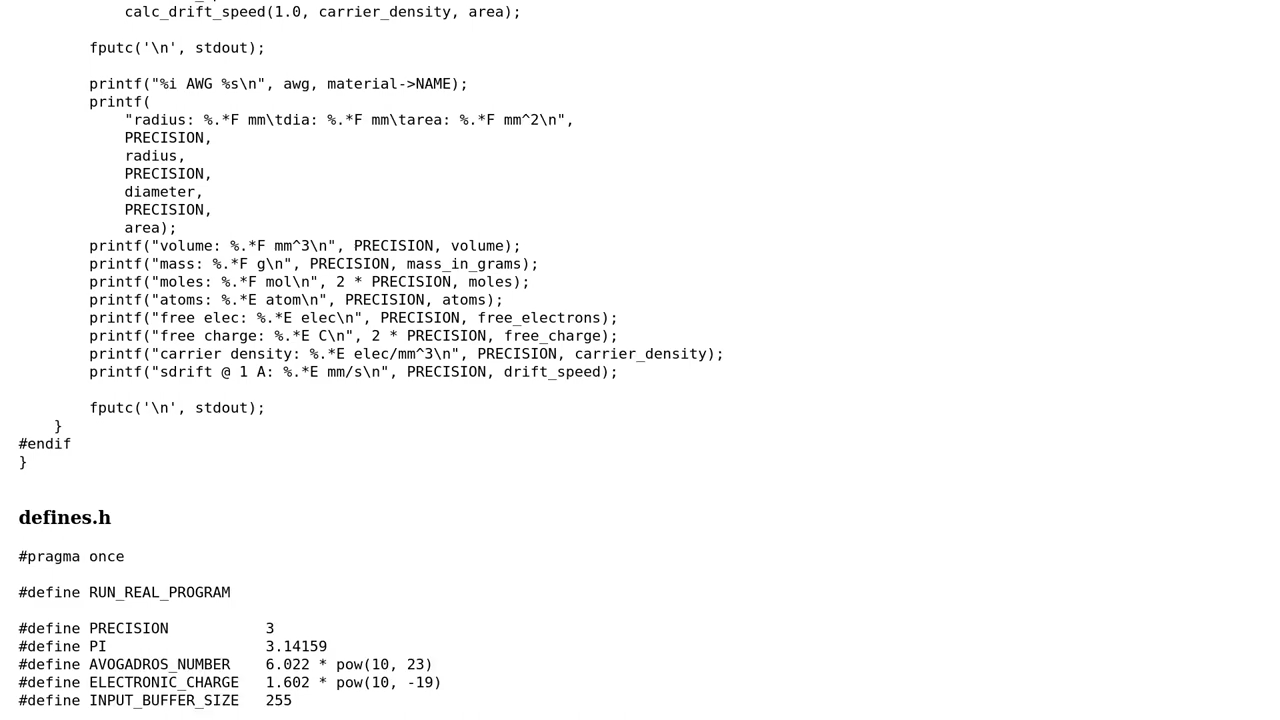 calc_drift_speed(1.0, carrier_density, area);

        fputc('\n', stdout);

        printf("%i AWG %s\n", awg, material->NAME);
        printf(
            "radius: %.*F mm\tdia: %.*F mm\tarea: %.*F mm^2\n",
            PRECISION,
            radius,
            PRECISION,
            diameter,
            PRECISION,
            area);
        printf("volume: %.*F mm^3\n", PRECISION, volume);
        printf("mass: %.*F g\n", PRECISION, mass_in_grams);
        printf("moles: %.*F mol\n", 2 * PRECISION, moles);
        printf("atoms: %.*E atom\n", PRECISION, atoms);
        printf("free elec: %.*E elec\n", PRECISION, free_electrons);
        printf("free charge: %.*E C\n", 2 * PRECISION, free_charge);
        printf("carrier density: %.*E elec/mm^3\n", PRECISION, carrier_density);
        printf("sdrift @ 1 A: %.*E mm/s\n", PRECISION, drift_speed);

        fputc('\n', stdout);
    }
#endif
}

defines.h

#pragma once

#define RUN_REAL_PROGRAM

#define PRECISION           3
#define PI                  3.14159
#define AVOGADROS_NUMBER    6.022 * pow(10, 23)
#define ELECTRONIC_CHARGE   1.602 * pow(10, -19)
#define INPUT_BUFFER_SIZE   255